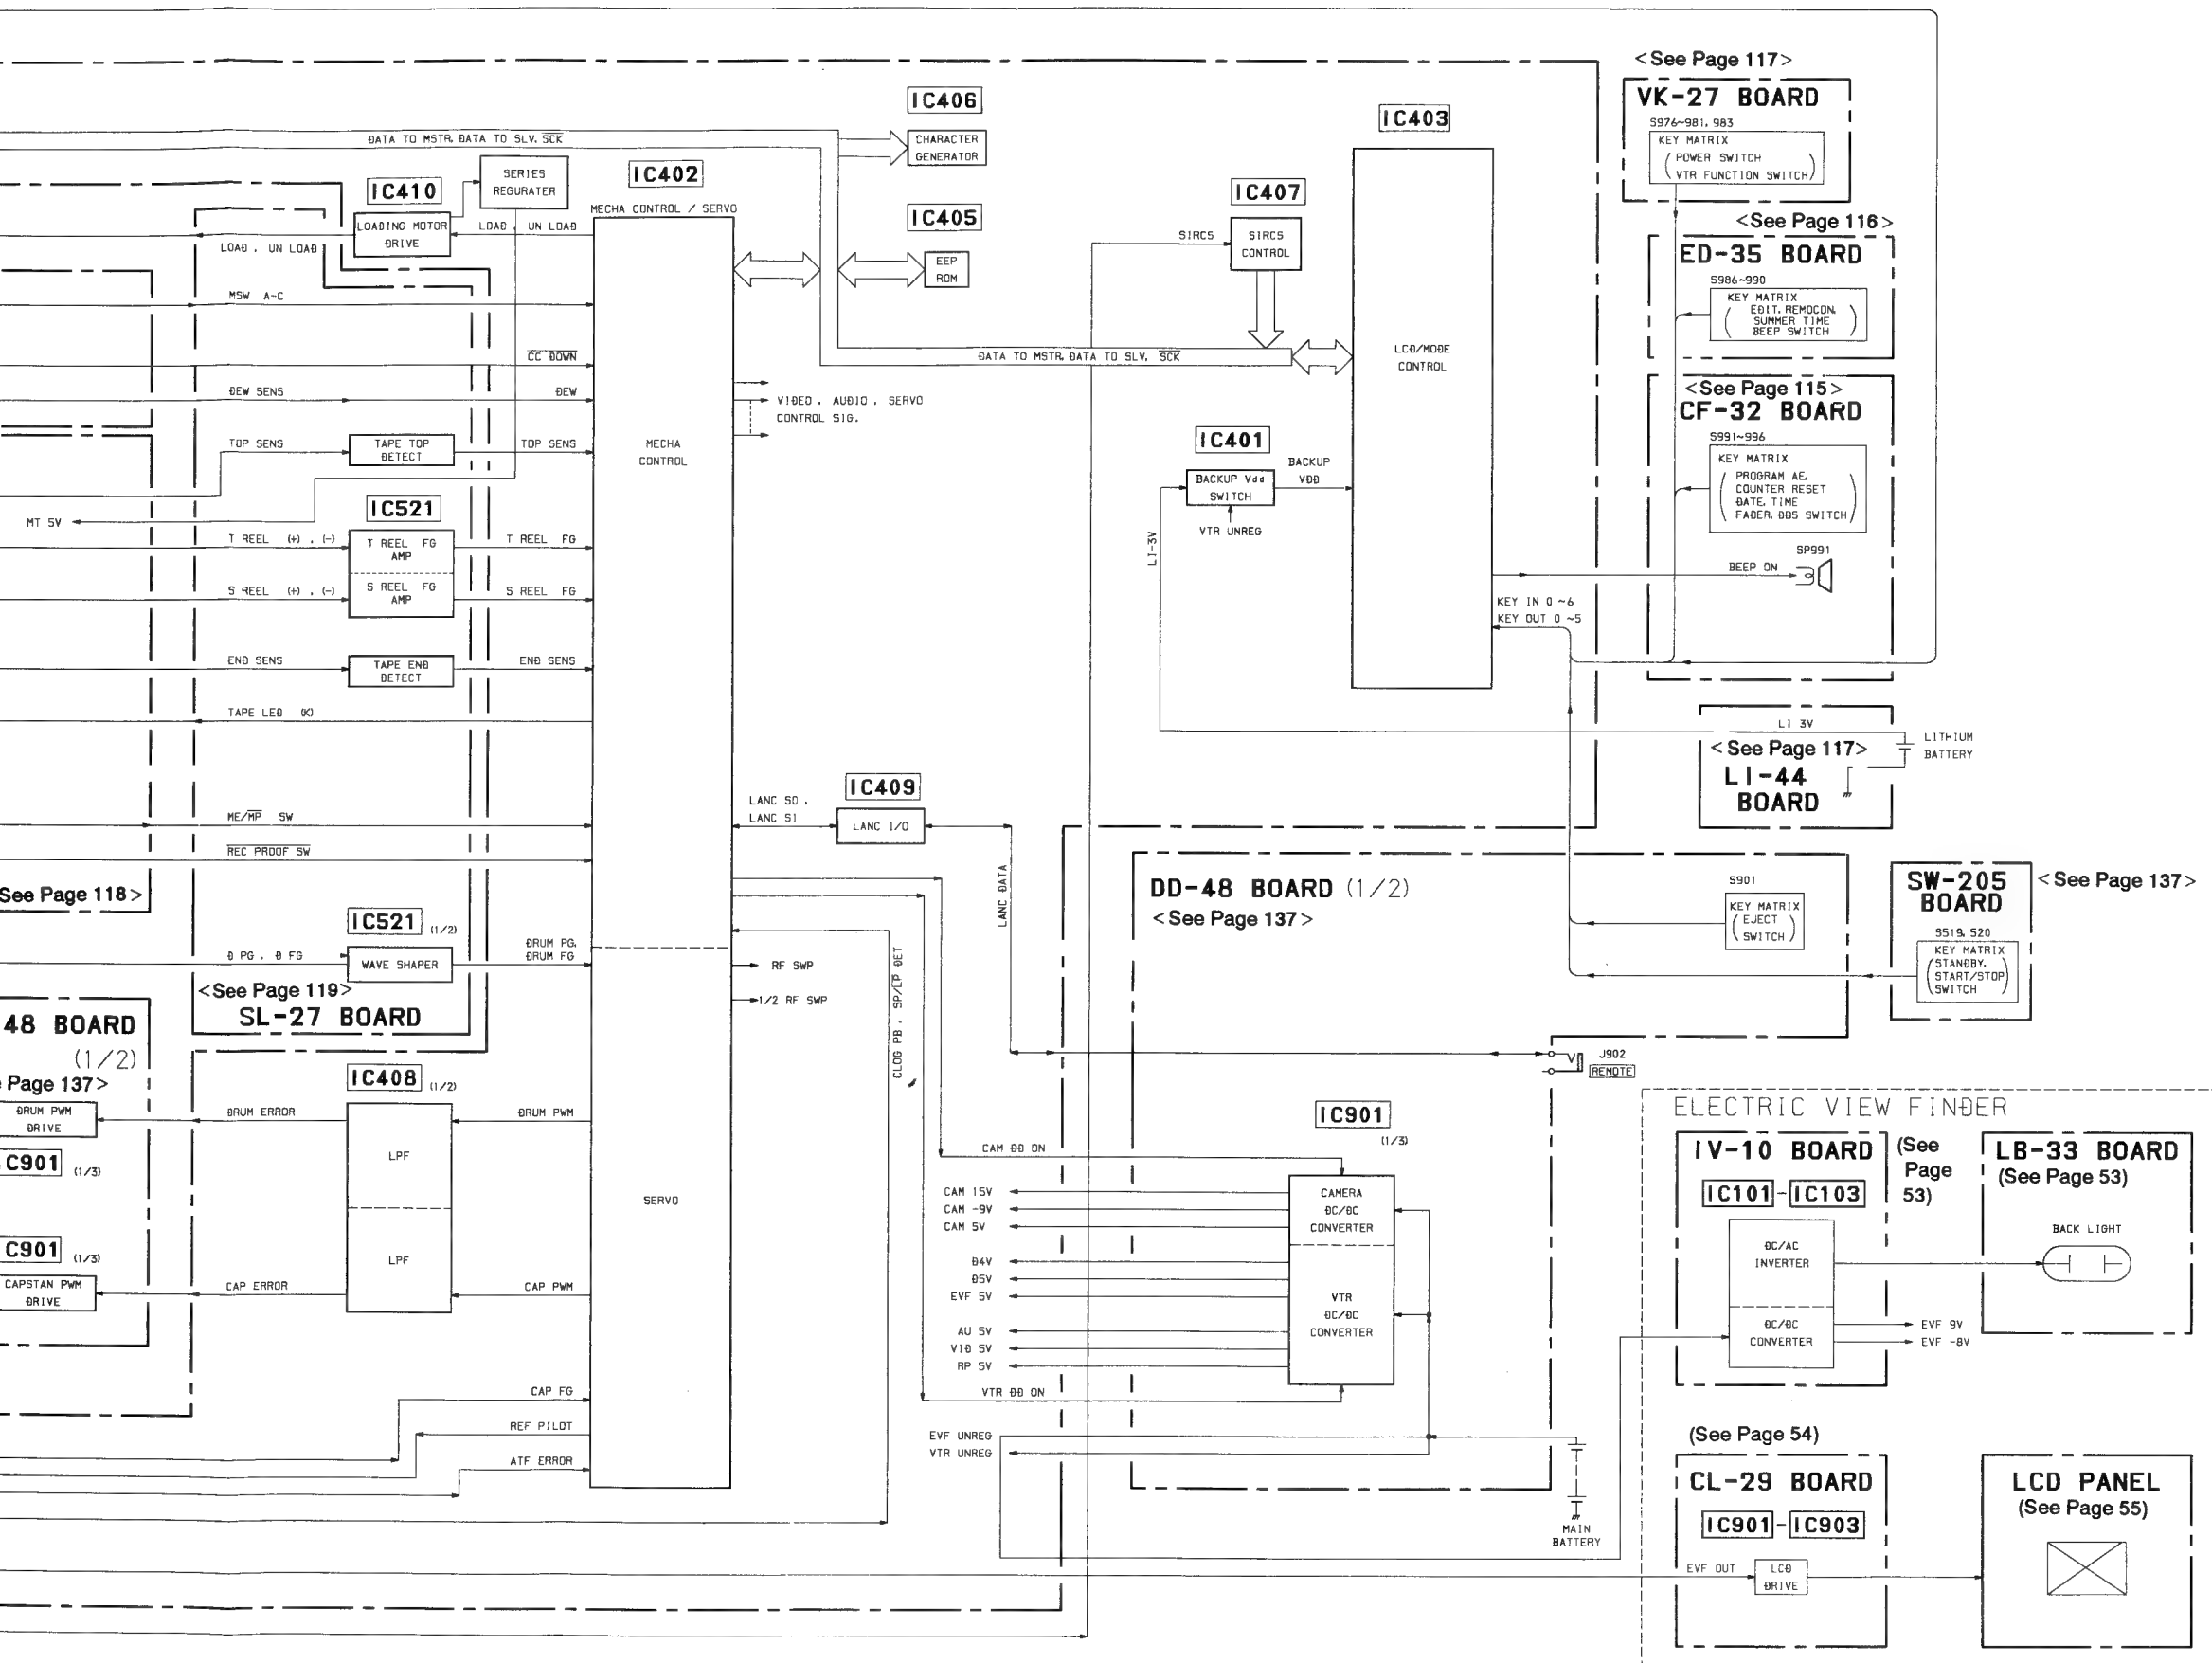 <See Page 117>
VK-27 BOARD
S976~981, 983
KEY MATRIX
POWER SWITCH
VTR FUNCTION SWITCH
IC406
CHARACTER
GENERATOR
IC403
DATA TO MSTR, DATA TO SLV, SCK
SERIES
REGURATER
IC410
LOADING MOTOR
DRIVE
LOAD , UN LOAD
LOAD , UN LOAD
IC402
MECHA CONTROL / SERVO
IC405
EEP
ROM
IC407
SIRCS
SIRCS
CONTROL
<See Page 116>
ED-35 BOARD
S986~990
KEY MATRIX
EDIT, REMOCON,
SUMMER TIME
BEEP SWITCH
MSW A-C
CC DOWN
DEW SENS
DEW
DATA TO MSTR, DATA TO SLV, SCK
LCD/MODE
CONTROL
VIDEO , AUDIO , SERVO
CONTROL SIG.
<See Page 115>
CF-32 BOARD
S991~996
KEY MATRIX
PROGRAM AE,
COUNTER RESET
DATE, TIME
FADER, DDS SWITCH
TOP SENS
TAPE TOP
DETECT
TOP SENS
MECHA
CONTROL
IC401
BACKUP Vdd
SWITCH
BACKUP
VDD
VTR UNREG
LI-3V
MT 5V
IC521
T REEL (+) , (-)
T REEL FG
AMP
T REEL FG
S REEL (+) , (-)
S REEL FG
AMP
S REEL FG
SP991
BEEP ON
KEY IN 0 ~6
KEY OUT 0 ~5
END SENS
TAPE END
DETECT
END SENS
TAPE LED (K)
LI 3V
<See Page 117>
LI-44
BOARD
LITHIUM
BATTERY
ME/MP SW
REC PROOF SW
LANC SO ,
LANC SI
IC409
LANC I/O
LANC DATA
See Page 118>
DD-48 BOARD (1/2)
<See Page 137>
S901
KEY MATRIX
EJECT
SWITCH
SW-205
BOARD
<See Page 137>
S519, 520
KEY MATRIX
STANDBY,
START/STOP
SWITCH
IC521 (1/2)
D PG , D FG
WAVE SHAPER
DRUM PG,
DRUM FG
<See Page 119>
SL-27 BOARD
RF SWP
1/2 RF SWP
CLOG PB , SP/LP DET
J902
REMOTE
48 BOARD
(1/2)
Page 137>
DRUM PWM
DRIVE
C901 (1/3)
C901 (1/3)
CAPSTAN PWM
DRIVE
IC408 (1/2)
DRUM ERROR
LPF
DRUM PWM
CAP ERROR
LPF
CAP PWM
SERVO
CAP FG
REF PILOT
ATF ERROR
IC901
(1/3)
CAM DD ON
CAM 15V
CAM -9V
CAM 5V
D4V
D5V
EVF 5V
AU 5V
VID 5V
RP 5V
VTR DD ON
CAMERA
DC/DC
CONVERTER
VTR
DC/DC
CONVERTER
EVF UNREG
VTR UNREG
MAIN
BATTERY
ELECTRIC VIEW FINDER
IV-10 BOARD
(See
Page
53)
IC101-IC103
DC/AC
INVERTER
DC/DC
CONVERTER
EVF 9V
EVF -8V
LB-33 BOARD
(See Page 53)
BACK LIGHT
(See Page 54)
CL-29 BOARD
IC901-IC903
EVF OUT
LCD
DRIVE
LCD PANEL
(See Page 55)